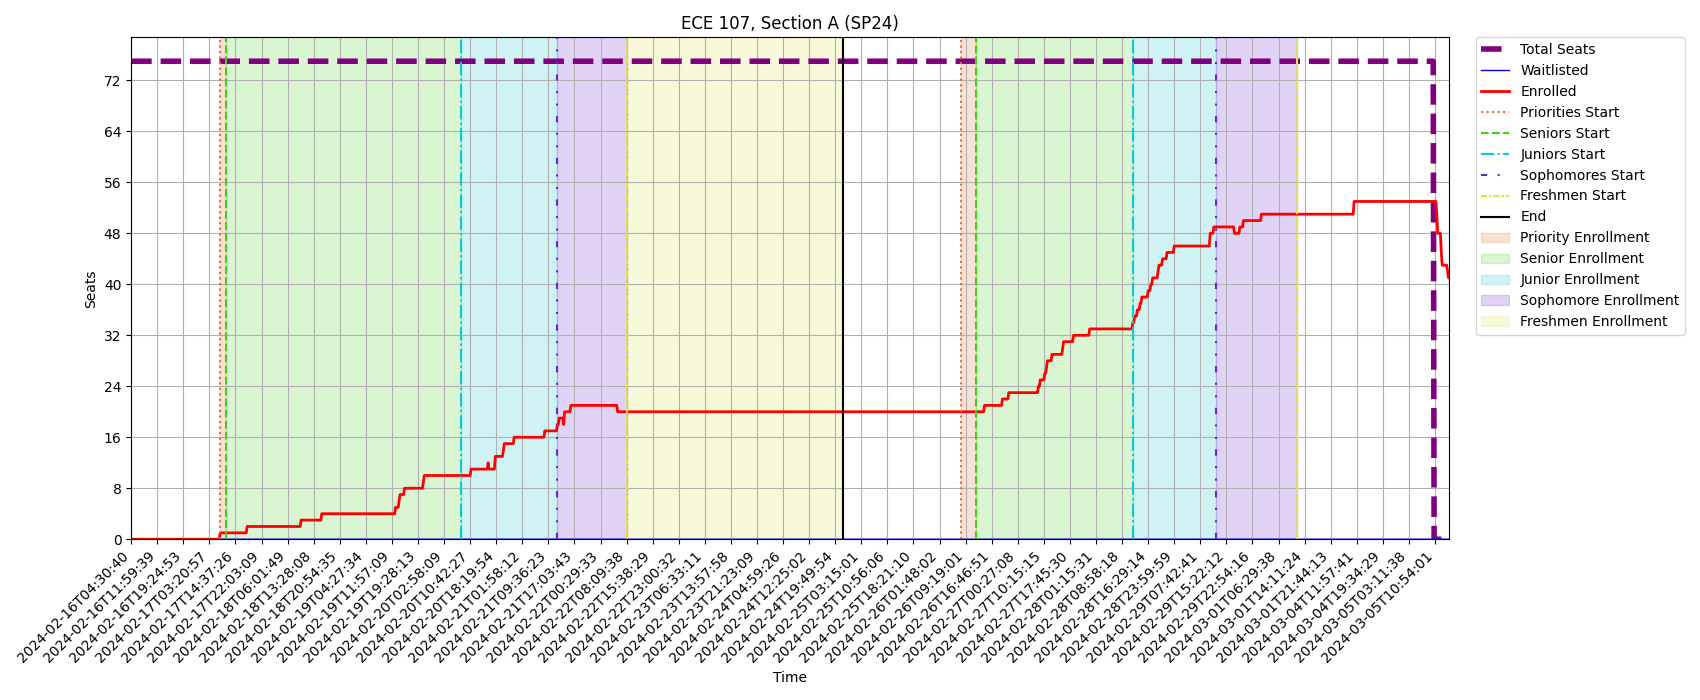 ECE 107, Section A (SP24)
Seats
72
64
56
48
40
32
24
16
8
0
2024-02-16T04:30:40
2024-02-16T11:59:39
2024-02-16T19:24:53
2024-02-17T03:20:57
2024-02-17T14:37:26
2024-02-17T22:03:09
2024-02-18T06:01:49
2024-02-18T13:28:08
2024-02-18T20:54:35
2024-02-19T04:27:34
2024-02-19T11:57:09
2024-02-19T19:28:13
2024-02-20T02:58:09
2024-02-20T10:42:27
2024-02-20T18:19:54
2024-02-21T01:58:12
2024-02-21T09:36:23
2024-02-21T17:03:43
2024-02-22T00:29:33
2024-02-22T08:09:38
2024-02-22T15:38:29
2024-02-22T23:00:32
2024-02-23T06:33:11
2024-02-23T13:57:58
2024-02-23T21:23:09
2024-02-24T04:59:26
2024-02-24T12:25:02
2024-02-24T19:49:54
2024-02-25T03:15:01
2024-02-25T10:56:06
2024-02-25T18:21:10
2024-02-26T01:48:02
2024-02-26T09:19:01
2024-02-26T16:46:51
2024-02-27T00:27:08
2024-02-27T10:15:15
2024-02-27T17:45:30
2024-02-28T01:15:31
2024-02-28T08:58:18
2024-02-28T16:29:14
2024-02-28T23:59:59
2024-02-29T07:42:41
2024-02-29T15:22:12
2024-02-29T22:54:16
2024-03-01T06:29:38
2024-03-01T14:11:24
2024-03-01T21:44:13
2024-03-04T11:57:41
2024-03-04T19:34:29
2024-03-05T03:11:38
2024-03-05T10:54:01
Time
Total Seats
Waitlisted
Enrolled
Priorities Start
Seniors Start
Juniors Start
Sophomores Start
Freshmen Start
End
Priority Enrollment
Senior Enrollment
Junior Enrollment
Sophomore Enrollment
Freshmen Enrollment